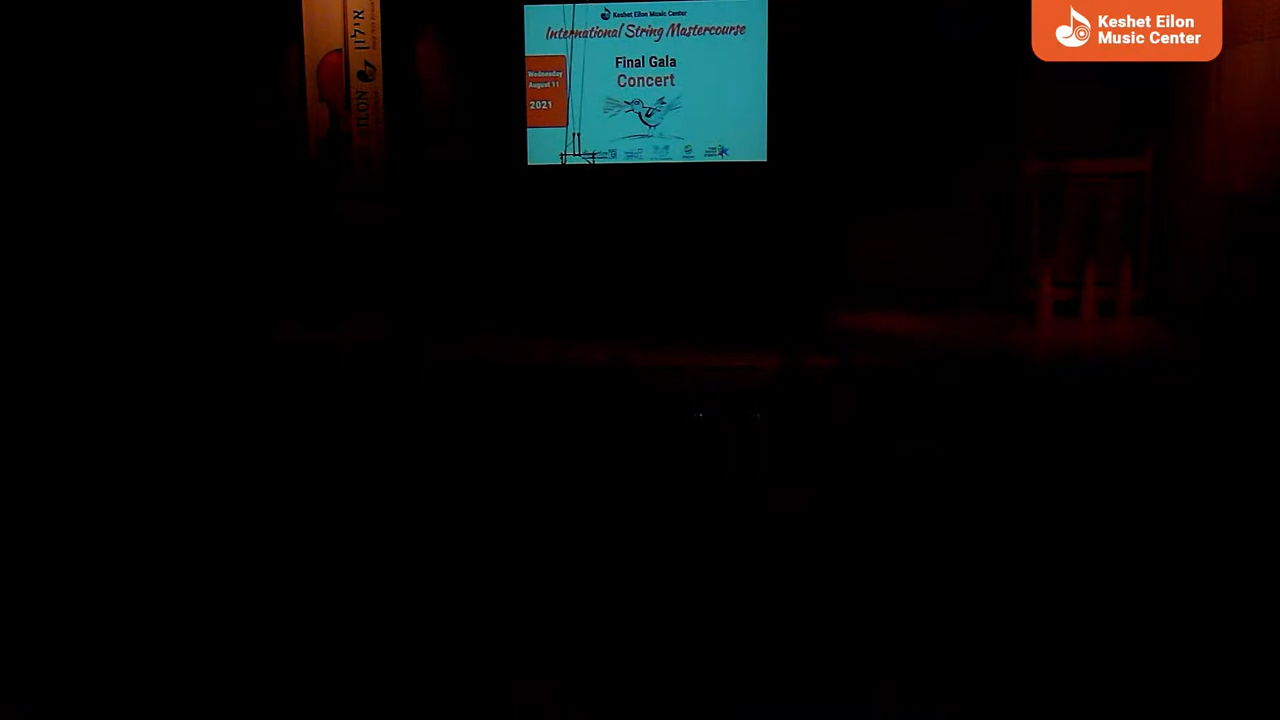 Keshet Eilon Music Center
International String Mastercourse
Final Gala
Concert
Wednesday
August 11
2021
אילון
EILON
Keshet Eilon
Music Center